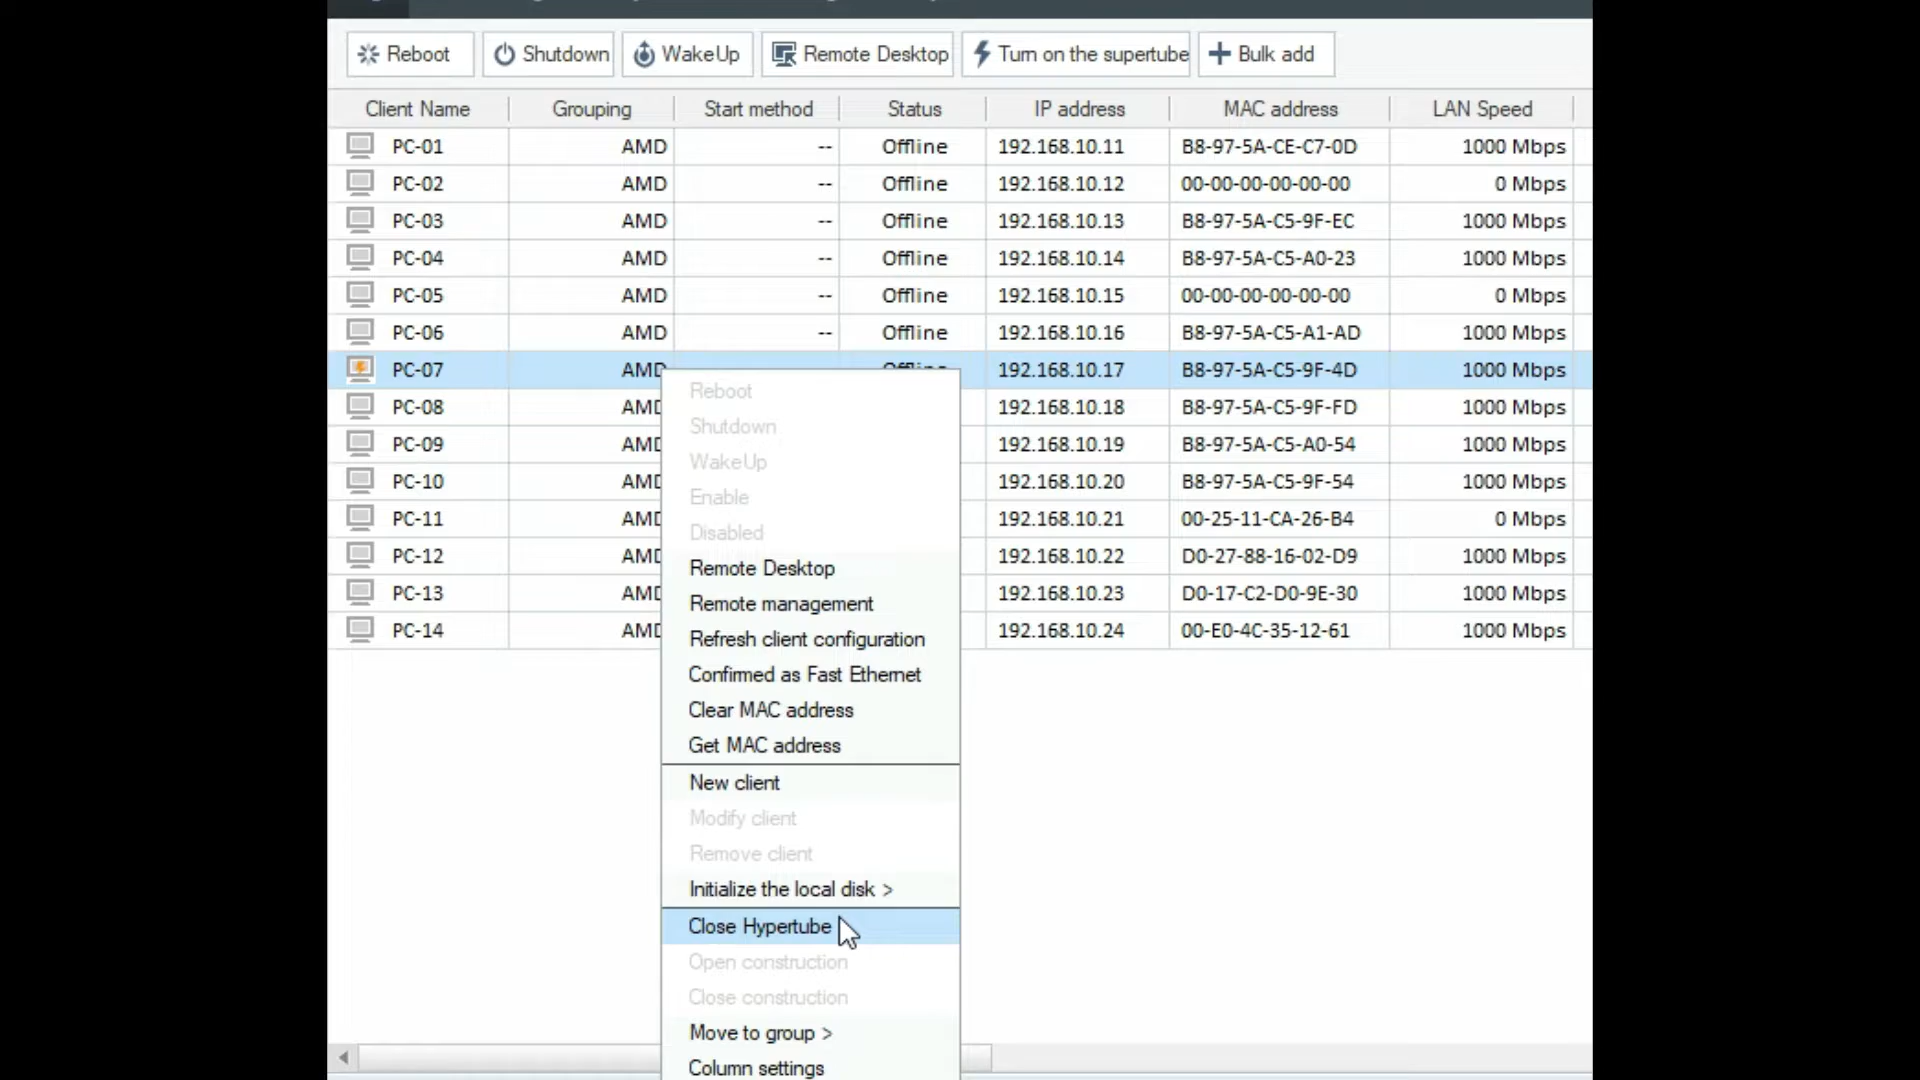 Reboot Shutdown WakeUp Remote Desktop Turn on the supertube Bulk add
Client Name Grouping Start method Status IP address MAC address LAN Speed
PC-01 AMD -- Offline 192.168.10.11 B8-97-5A-CE-C7-0D 1000 Mbps
PC-02 AMD -- Offline 192.168.10.12 00-00-00-00-00-00 0 Mbps
PC-03 AMD -- Offline 192.168.10.13 B8-97-5A-C5-9F-EC 1000 Mbps
PC-04 AMD -- Offline 192.168.10.14 B8-97-5A-C5-A0-23 1000 Mbps
PC-05 AMD -- Offline 192.168.10.15 00-00-00-00-00-00 0 Mbps
PC-06 AMD -- Offline 192.168.10.16 B8-97-5A-C5-A1-AD 1000 Mbps
PC-07 AMD Offline 192.168.10.17 B8-97-5A-C5-9F-4D 1000 Mbps
PC-08 AMD 192.168.10.18 B8-97-5A-C5-9F-FD 1000 Mbps
PC-09 AMD 192.168.10.19 B8-97-5A-C5-A0-54 1000 Mbps
PC-10 AMD 192.168.10.20 B8-97-5A-C5-9F-54 1000 Mbps
PC-11 AMD 192.168.10.21 00-25-11-CA-26-B4 0 Mbps
PC-12 AMD 192.168.10.22 D0-27-88-16-02-D9 1000 Mbps
PC-13 AMD 192.168.10.23 D0-17-C2-D0-9E-30 1000 Mbps
PC-14 AMD 192.168.10.24 00-E0-4C-35-12-61 1000 Mbps
Reboot
Shutdown
WakeUp
Enable
Disabled
Remote Desktop
Remote management
Refresh client configuration
Confirmed as Fast Ethernet
Clear MAC address
Get MAC address
New client
Modify client
Remove client
Initialize the local disk >
Close Hypertube
Open construction
Close construction
Move to group >
Column settings